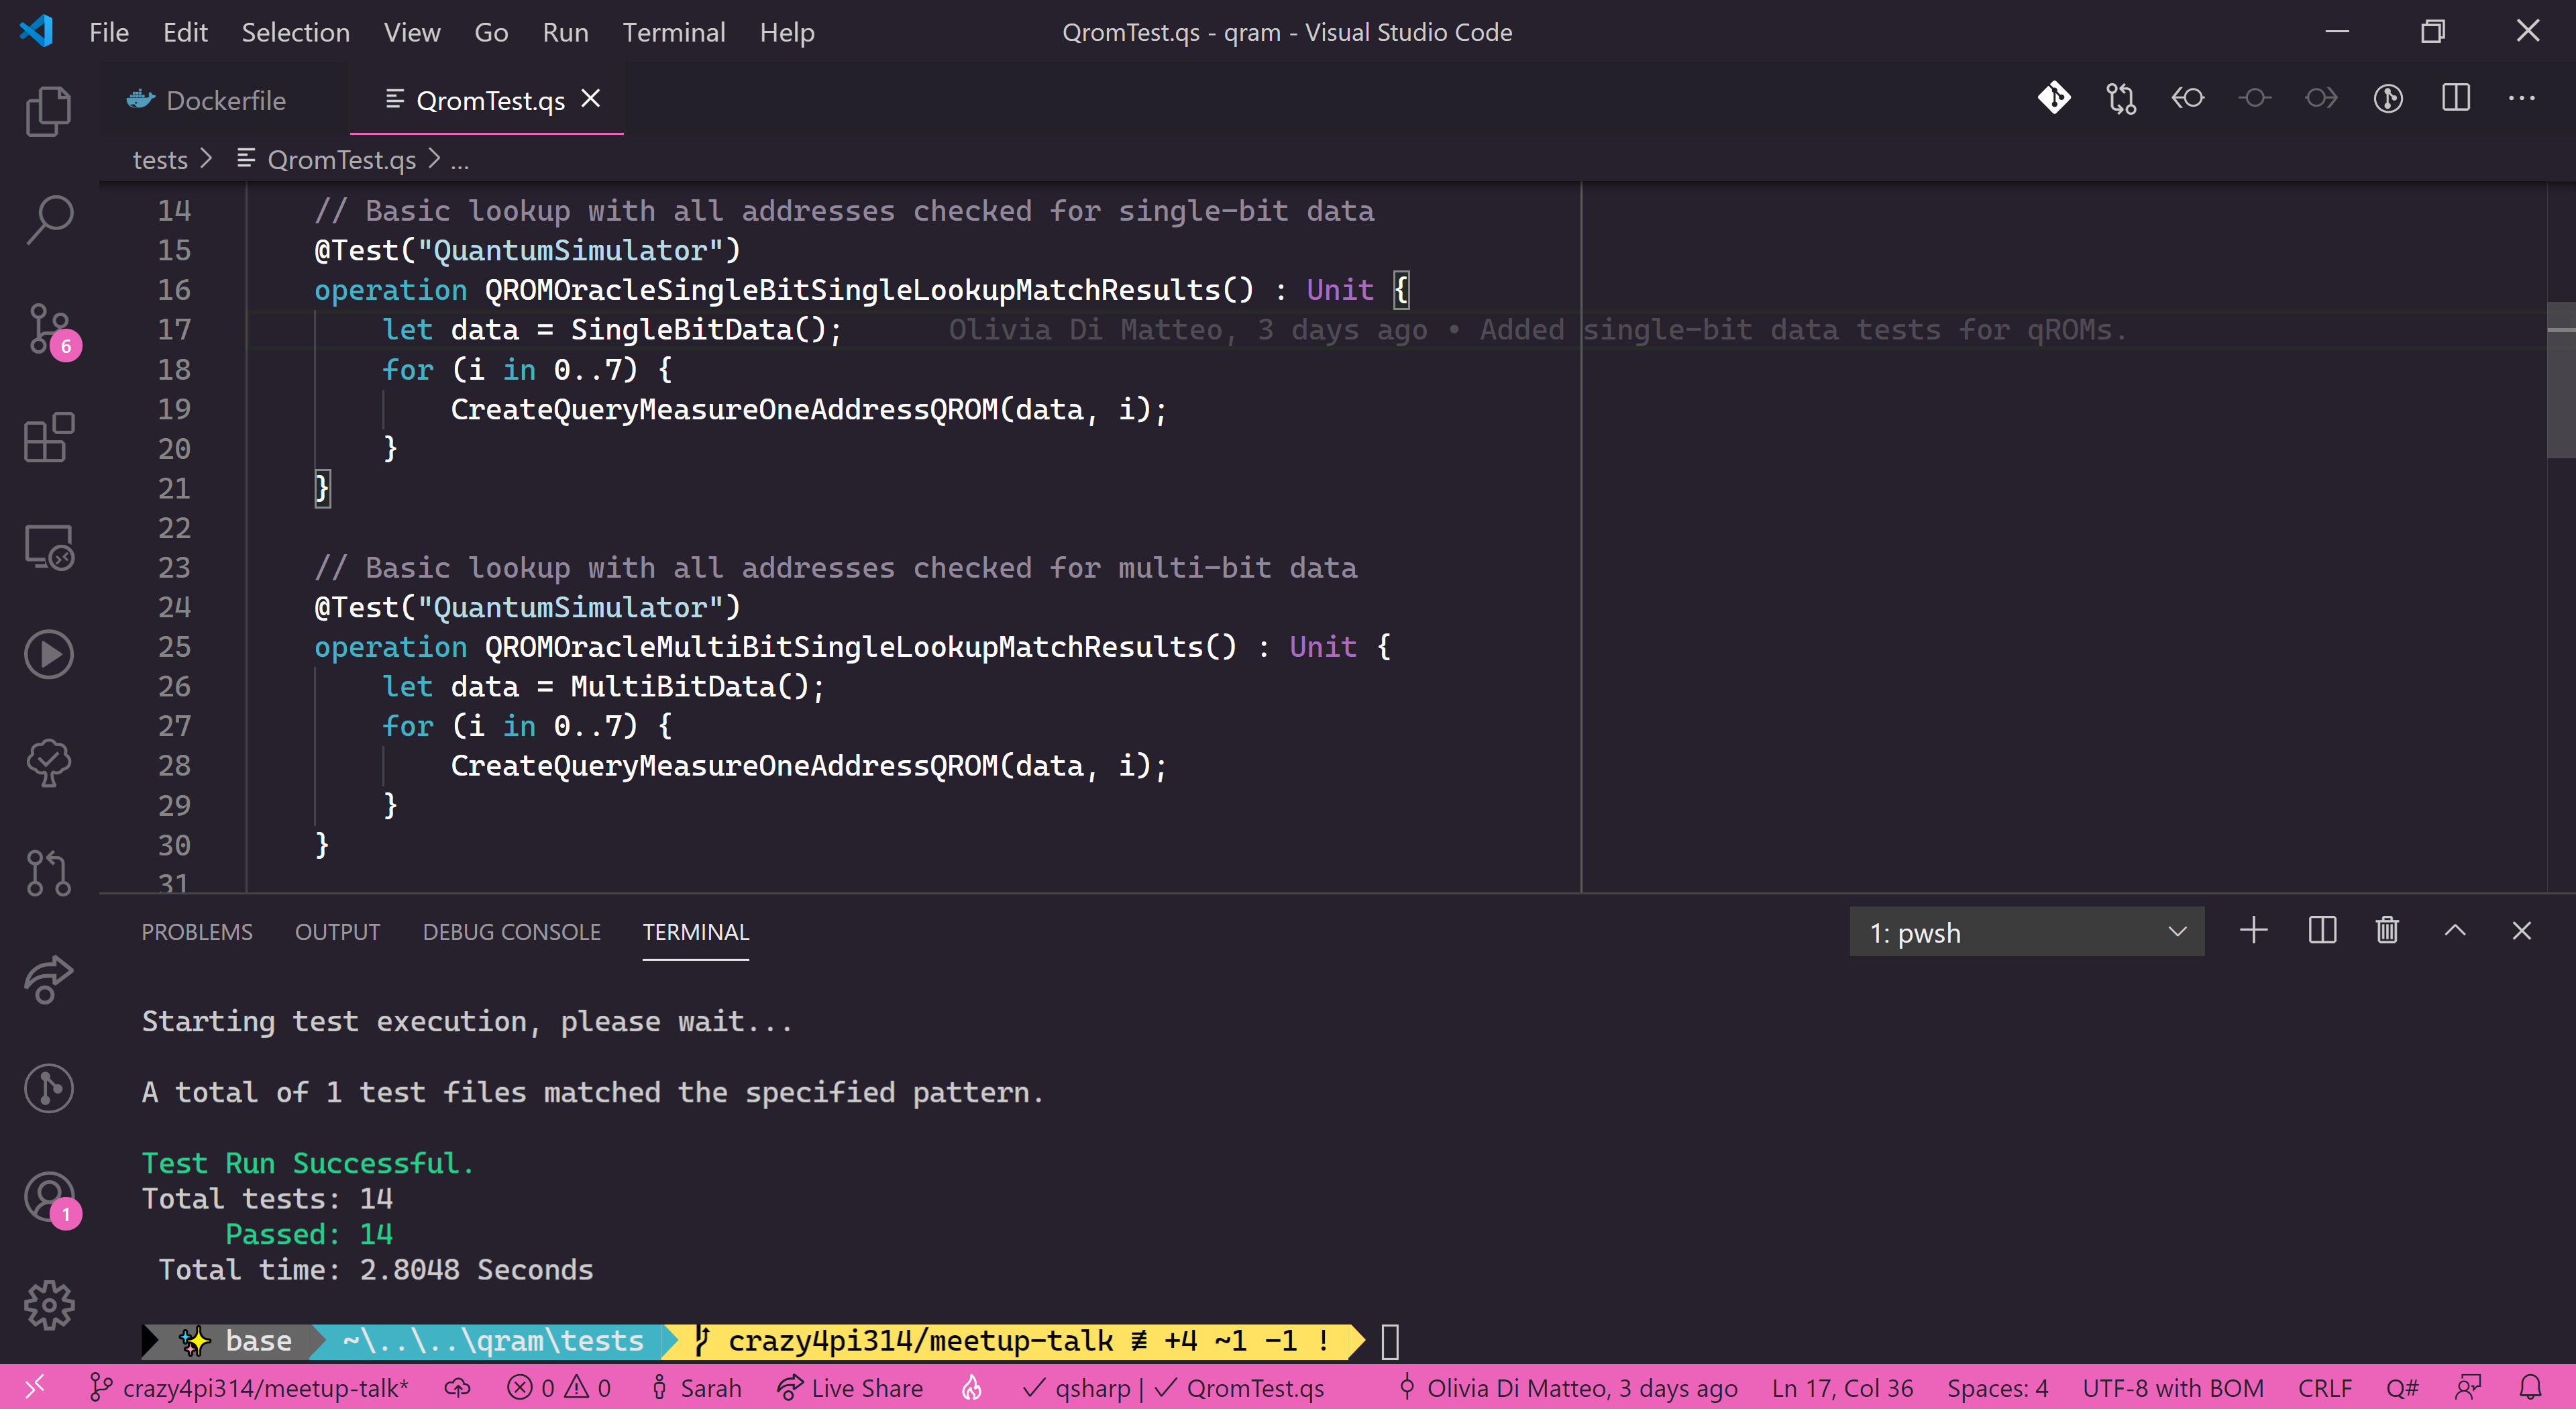 File Edit Selection View Go Run Terminal Help QromTest.qs - qram - Visual Studio Code
Dockerfile QromTest.qs
tests > QromTest.qs > ...
14 // Basic lookup with all addresses checked for single-bit data
15 @Test("QuantumSimulator")
16 operation QROMOracleSingleBitSingleLookupMatchResults() : Unit {
17 let data = SingleBitData(); Olivia Di Matteo, 3 days ago • Added single-bit data tests for qROMs.
18 for (i in 0..7) {
19 CreateQueryMeasureOneAddressQROM(data, i);
20 }
21 }
22
23 // Basic lookup with all addresses checked for multi-bit data
24 @Test("QuantumSimulator")
25 operation QROMOracleMultiBitSingleLookupMatchResults() : Unit {
26 let data = MultiBitData();
27 for (i in 0..7) {
28 CreateQueryMeasureOneAddressQROM(data, i);
29 }
30 }
31
6
PROBLEMS OUTPUT DEBUG CONSOLE TERMINAL 1: pwsh
Starting test execution, please wait...
A total of 1 test files matched the specified pattern.
Test Run Successful.
Total tests: 14
Passed: 14
Total time: 2.8048 Seconds
1
base ~\..\..\qram\tests crazy4pi314/meetup-talk ≢ +4 ~1 -1 !
crazy4pi314/meetup-talk* 0 0 Sarah Live Share ✓ qsharp | ✓ QromTest.qs Olivia Di Matteo, 3 days ago Ln 17, Col 36 Spaces: 4 UTF-8 with BOM CRLF Q#